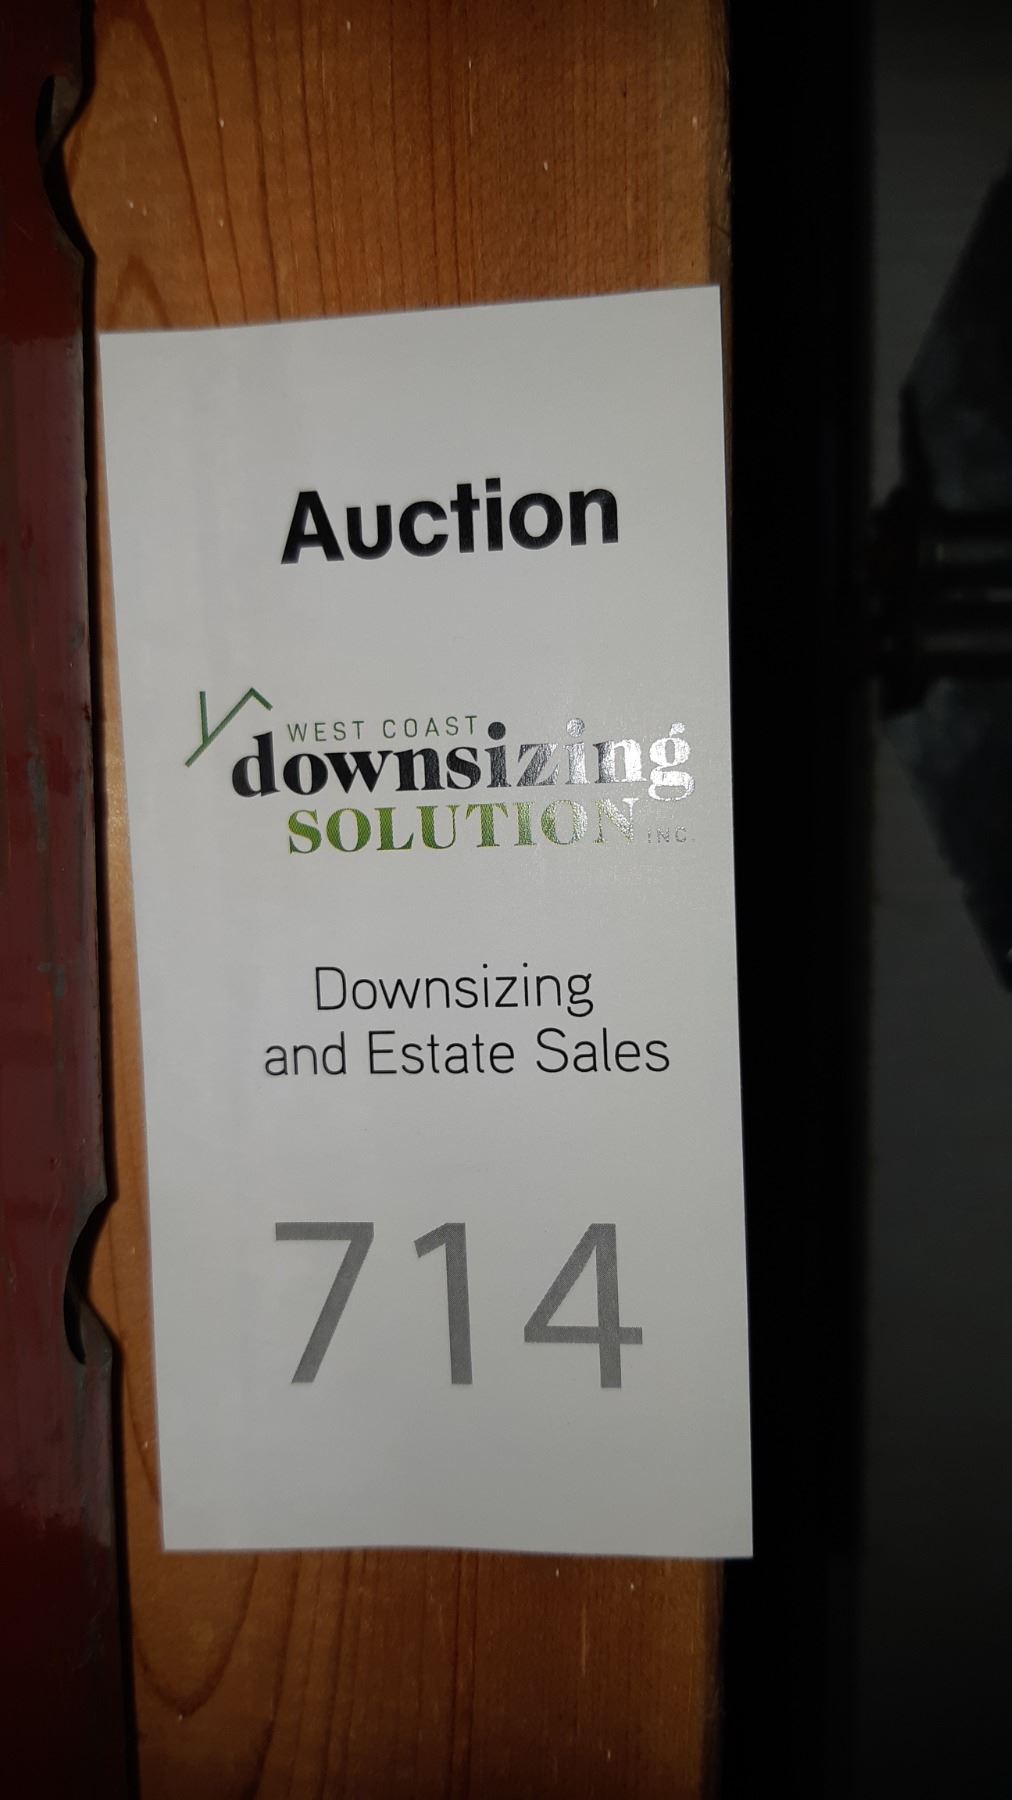 Auction
WEST COAST
downsizing
SOLUTION INC.
Downsizing
and Estate Sales
714